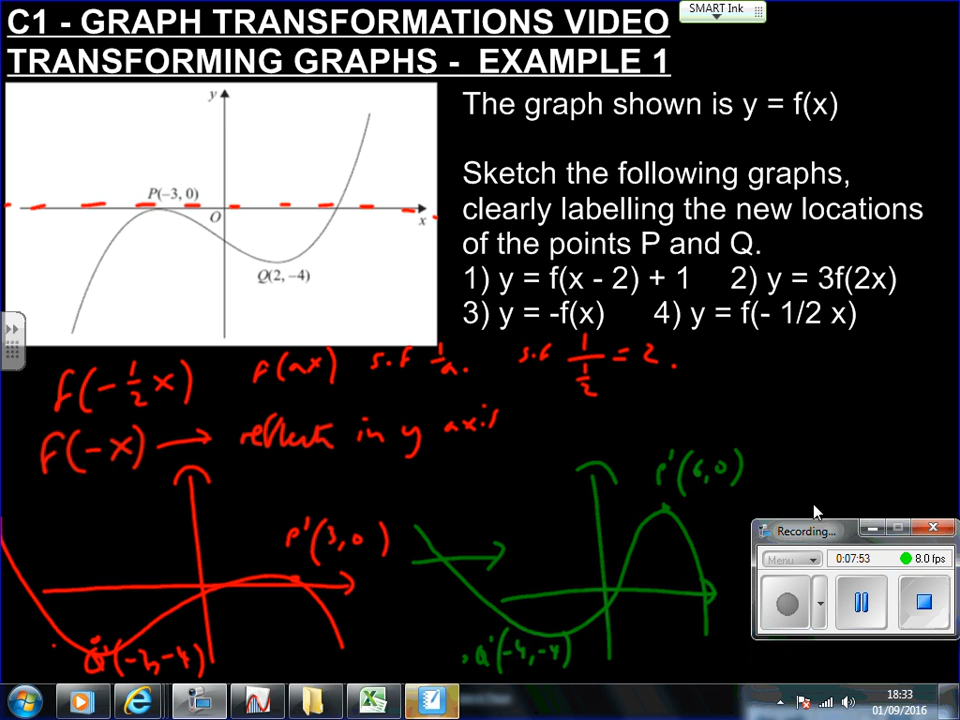 C1 - GRAPH TRANSFORMATIONS VIDEO
SMART Ink
TRANSFORMING GRAPHS - EXAMPLE 1
y
P(−3, 0)
O
x
Q(2, −4)
The graph shown is y = f(x)
Sketch the following graphs,
clearly labelling the new locations
of the points P and Q.
1) y = f(x - 2) + 1 2) y = 3f(2x)
3) y = -f(x) 4) y = f(- 1/2 x)
f(-1/2 x) f(ax) s.f 1/a. s.f 1/(1/2) = 2.
f(-x) → reflect in y axis
P'(3,0)
Q'(-2,-4)
P'(6,0)
Q'(-4,-4)
Recording...
Menu
0:07:53
8.0 fps
18:33
01/09/2016